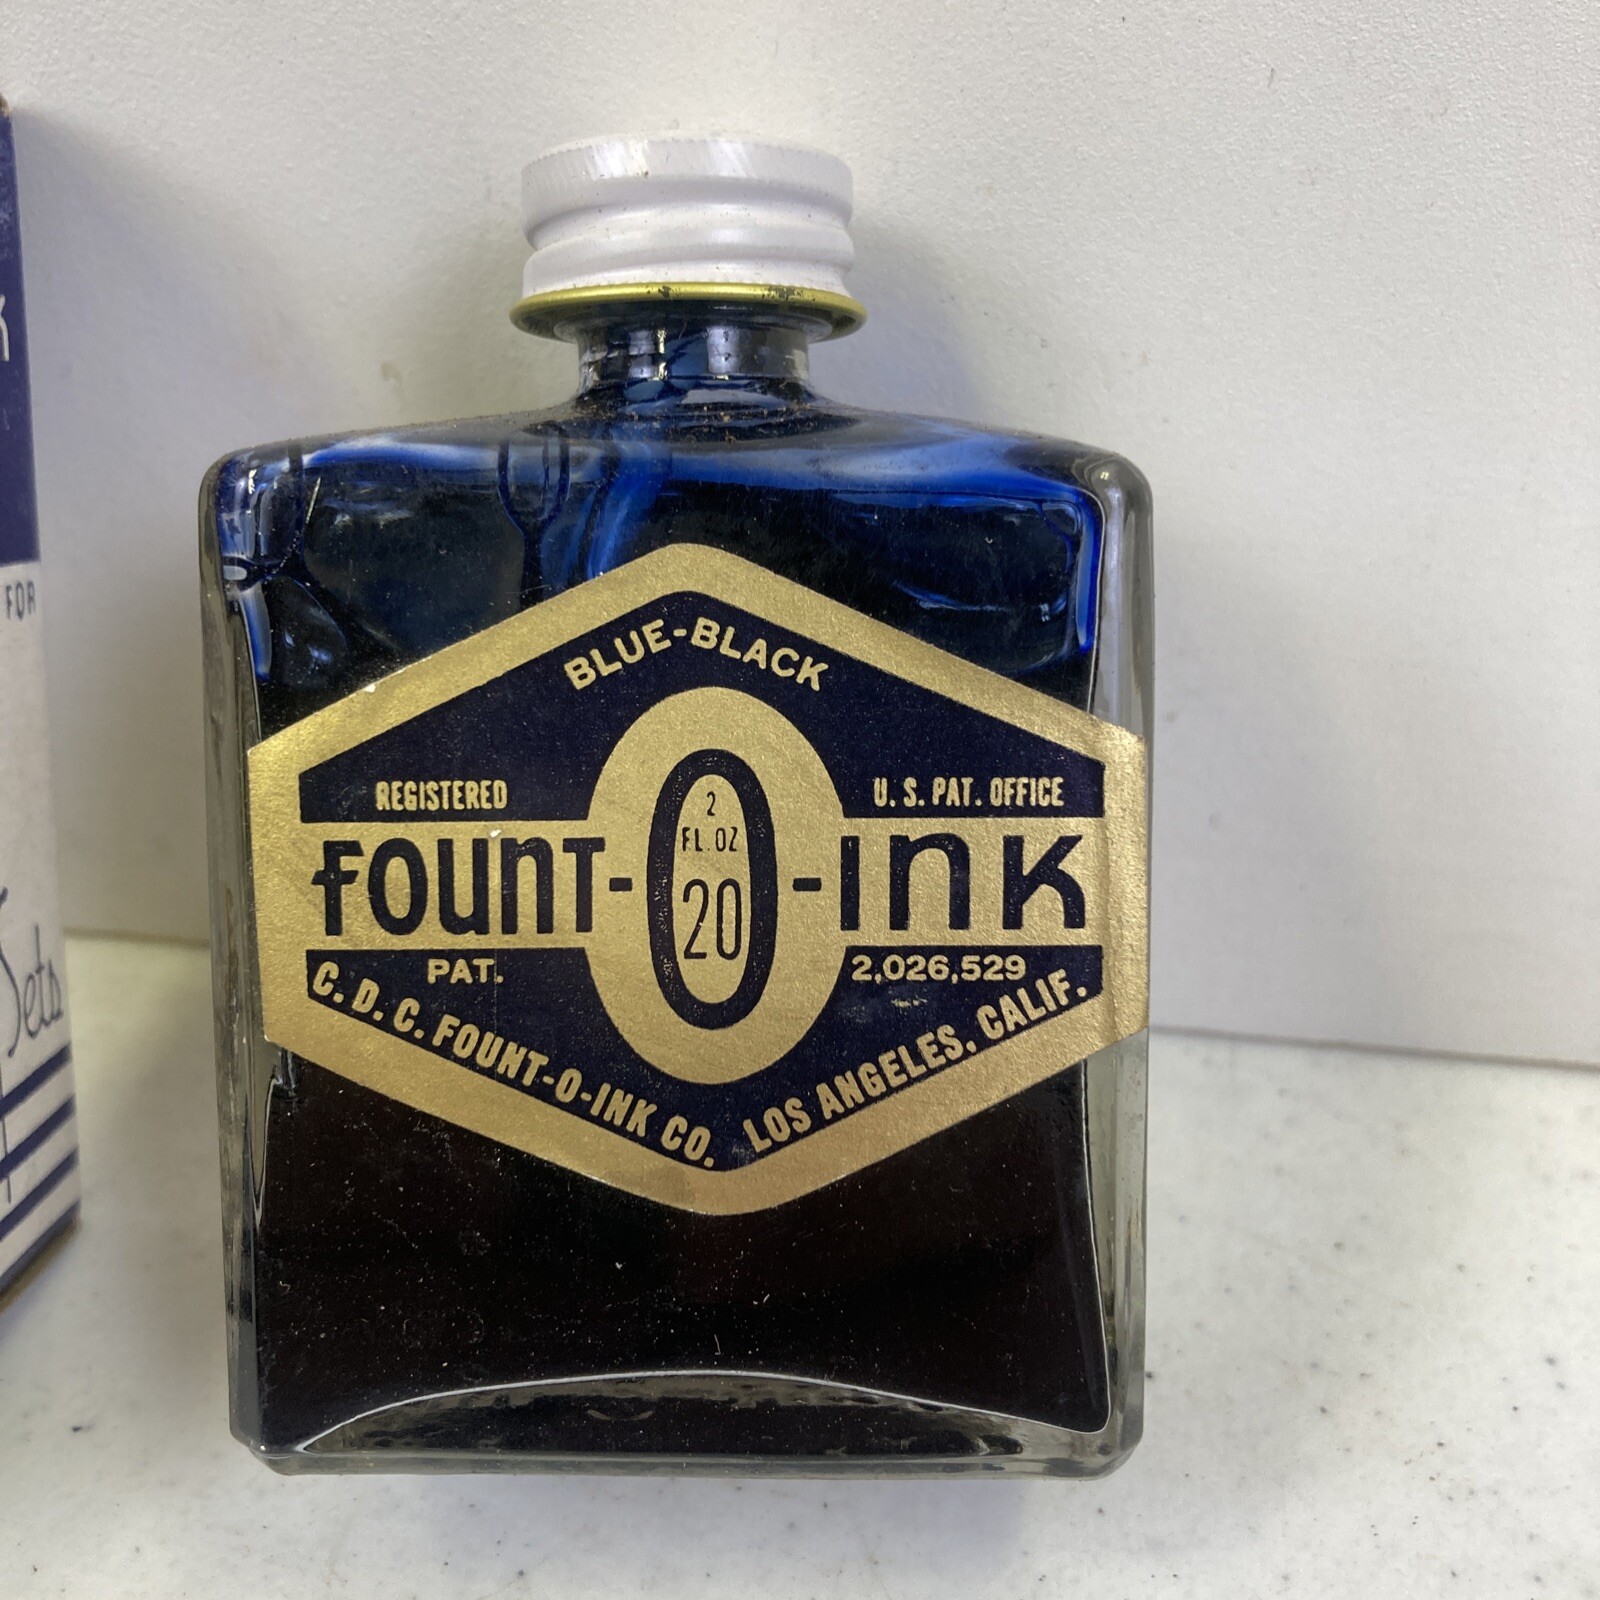 BLUE-BLACK
REGISTERED
U. S. PAT. OFFICE
FOUNT-O-INK
2
FL. OZ
20
PAT.
2,026,529
C. D. C. FOUNT-O-INK CO. LOS ANGELES, CALIF.
K
FOR
Sets